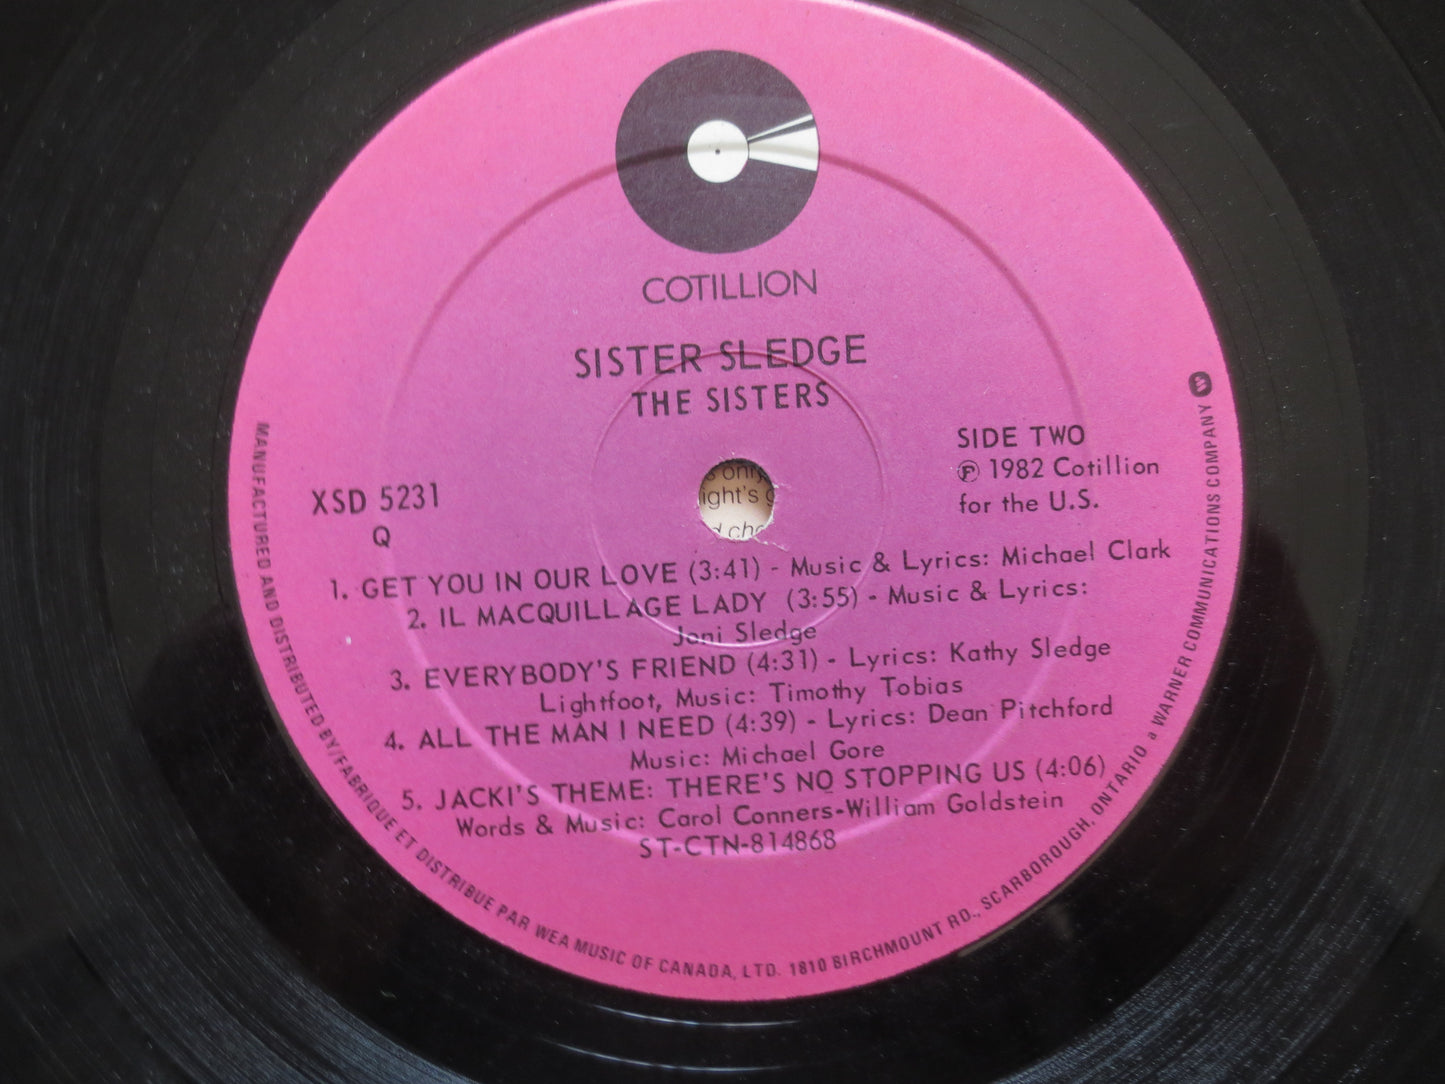 COTILLION
SISTER SLEDGE
THE SISTERS
SIDE TWO
Ⓟ 1982 Cotillion
for the U.S.
XSD 5231
Q
1. GET YOU IN OUR LOVE (3:41) - Music & Lyrics: Michael Clark
2. IL MACQUILLAGE LADY (3:55) - Music & Lyrics:
Joni Sledge
3. EVERYBODY'S FRIEND (4:31) - Lyrics: Kathy Sledge
Lightfoot, Music: Timothy Tobias
4. ALL THE MAN I NEED (4:39) - Lyrics: Dean Pitchford
Music: Michael Gore
5. JACKI'S THEME: THERE'S NO STOPPING US (4:06)
Words & Music: Carol Conners-William Goldstein
ST-CTN-814868
MANUFACTURED AND DISTRIBUTED BY/FABRIQUE ET DISTRIBUE PAR WEA MUSIC OF CANADA, LTD. 1810 BIRCHMOUNT RD., SCARBOROUGH, ONTARIO a WARNER COMMUNICATIONS COMPANY
only
ight's